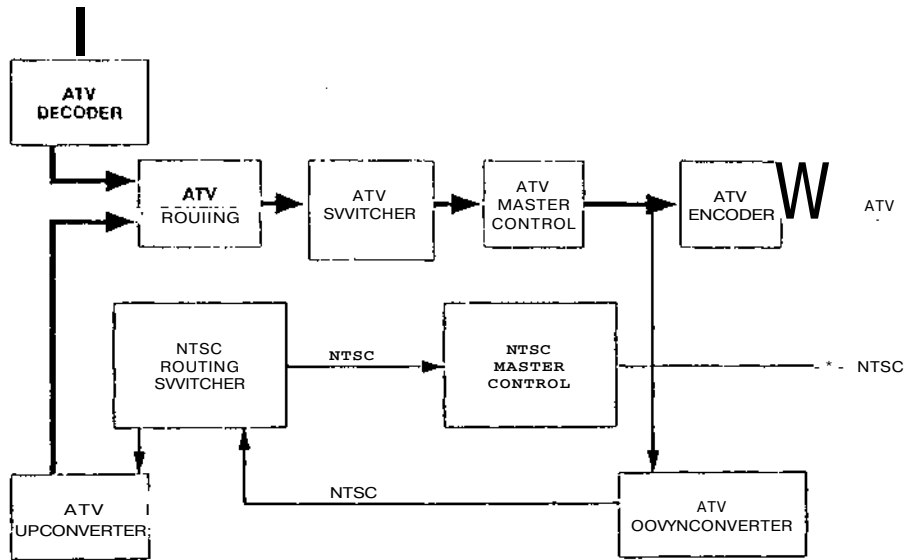 ATV
DECODER
ATV
ROUIING
ATV
SVVITCHER
ATV
MASTER
CONTROL
ATV
ENCODER
W
ATV
NTSC
ROUTING
SVVITCHER
NTSC
NTSC
MASTER
CONTROL
- * - NTSC
ATV
UPCONVERTER
NTSC
ATV
OOVYNCONVERTER